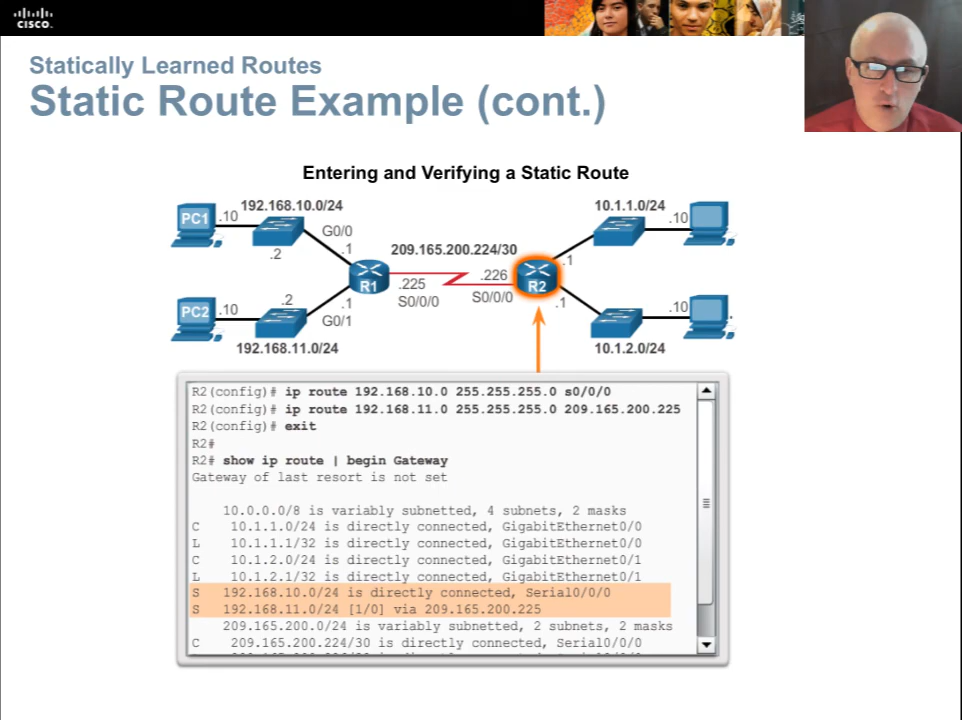 CISCO.
Statically Learned Routes
Static Route Example (cont.)
Entering and Verifying a Static Route
192.168.10.0/24
10.1.1.0/24
PC1
.10
.10
G0/0
.2
.1
209.165.200.224/30
.1
R1
.225
.226
R2
S0/0/0
S0/0/0
PC2
.10
.2
.1
.1
.10
G0/1
192.168.11.0/24
10.1.2.0/24
R2(config)# ip route 192.168.10.0 255.255.255.0 s0/0/0
R2(config)# ip route 192.168.11.0 255.255.255.0 209.165.200.225
R2(config)# exit
R2#
R2# show ip route | begin Gateway
Gateway of last resort is not set
10.0.0.0/8 is variably subnetted, 4 subnets, 2 masks
C 10.1.1.0/24 is directly connected, GigabitEthernet0/0
L 10.1.1.1/32 is directly connected, GigabitEthernet0/0
C 10.1.2.0/24 is directly connected, GigabitEthernet0/1
L 10.1.2.1/32 is directly connected, GigabitEthernet0/1
S 192.168.10.0/24 is directly connected, Serial0/0/0
S 192.168.11.0/24 [1/0] via 209.165.200.225
209.165.200.0/24 is variably subnetted, 2 subnets, 2 masks
C 209.165.200.224/30 is directly connected, Serial0/0/0